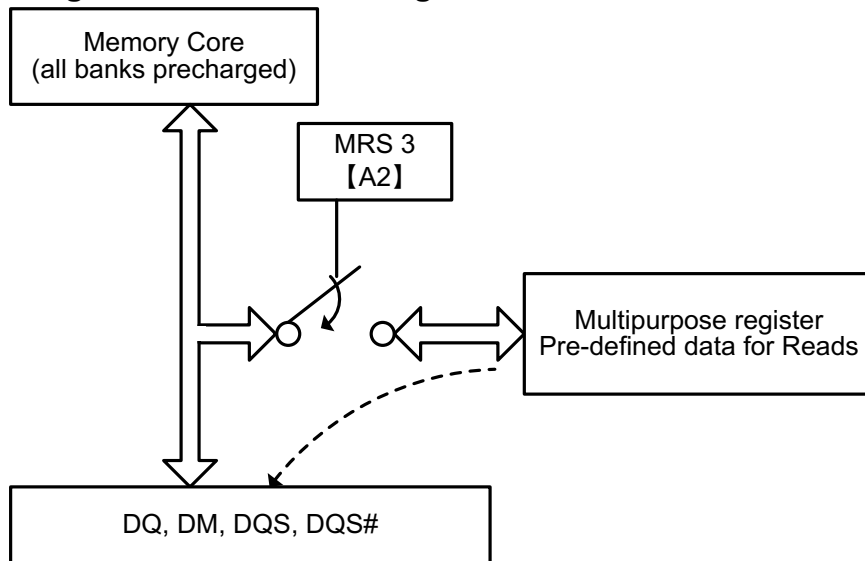 Memory Core
(all banks precharged)
MRS 3
【A2】
Multipurpose register
Pre-defined data for Reads
DQ, DM, DQS, DQS#